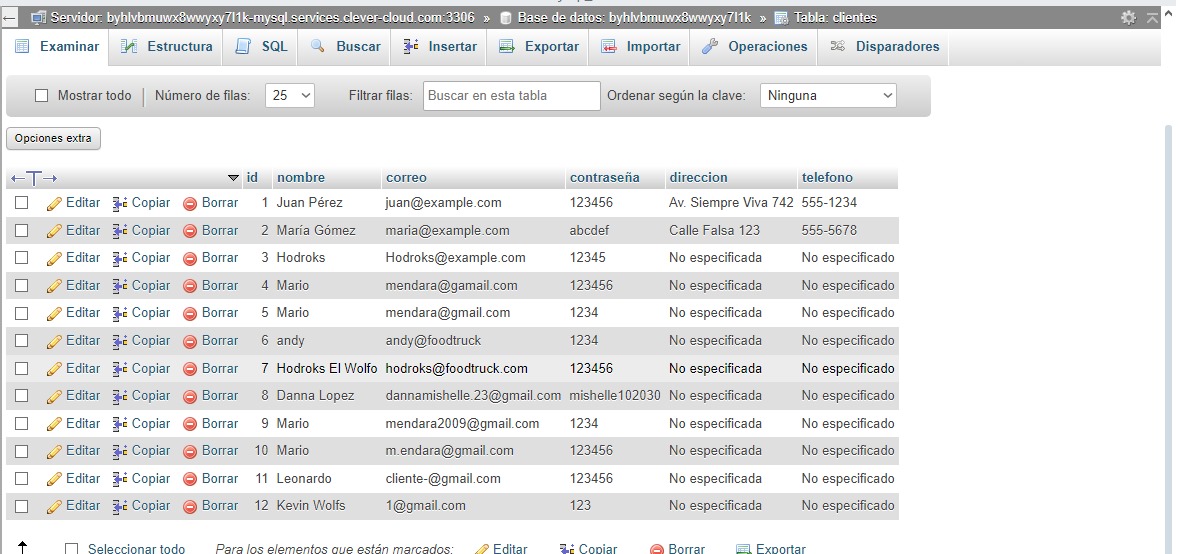 Servidor: byhlvbmuwx8wwyxy7l1k-mysql.services.clever-cloud.com:3306 » Base de datos: byhlvbmuwx8wwyxy7l1k » Tabla: clientes
Examinar Estructura SQL Buscar Insertar Exportar Importar Operaciones Disparadores
Mostrar todo Número de filas: 25 Filtrar filas: Buscar en esta tabla Ordenar según la clave: Ninguna
Opciones extra
id nombre correo contraseña direccion telefono
Editar Copiar Borrar 1 Juan Pérez juan@example.com 123456 Av. Siempre Viva 742 555-1234
Editar Copiar Borrar 2 María Gómez maria@example.com abcdef Calle Falsa 123 555-5678
Editar Copiar Borrar 3 Hodroks Hodroks@example.com 12345 No especificada No especificado
Editar Copiar Borrar 4 Mario mendara@gamail.com 123456 No especificada No especificado
Editar Copiar Borrar 5 Mario mendara@gmail.com 1234 No especificada No especificado
Editar Copiar Borrar 6 andy andy@foodtruck 1234 No especificada No especificado
Editar Copiar Borrar 7 Hodroks El Wolfo hodroks@foodtruck.com 123456 No especificada No especificado
Editar Copiar Borrar 8 Danna Lopez dannamishelle.23@gmail.com mishelle102030 No especificada No especificado
Editar Copiar Borrar 9 Mario mendara2009@gmail.com 1234 No especificada No especificado
Editar Copiar Borrar 10 Mario m.endara@gmail.com 123456 No especificada No especificado
Editar Copiar Borrar 11 Leonardo cliente-@gmail.com 123456 No especificada No especificado
Editar Copiar Borrar 12 Kevin Wolfs 1@gmail.com 123 No especificada No especificado
Seleccionar todo Para los elementos que están marcados: Editar Copiar Borrar Exportar